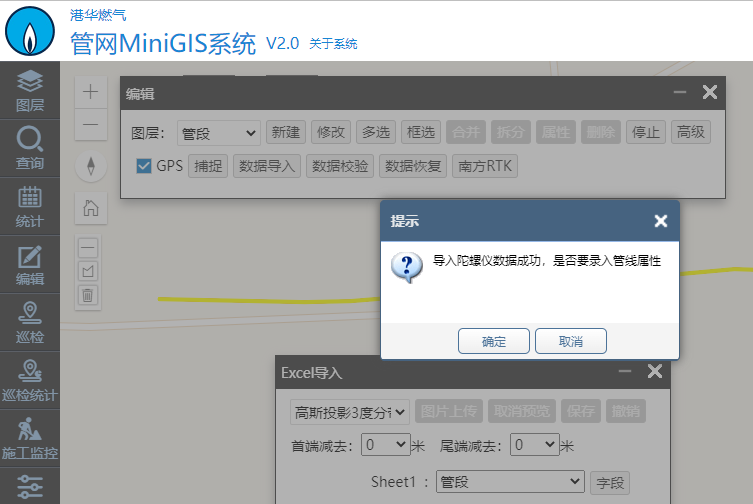 港华燃气
管网MiniGIS系统 V2.0 关于系统
图层
查询
统计
编辑
巡检
巡检统计
施工监控
编辑
图层： 管段 新建 修改 多选 框选 合并 拆分 属性 删除 停止 高级
GPS 捕捉 数据导入 数据校验 数据恢复 南方RTK
提示
导入陀螺仪数据成功，是否要录入管线属性
确定 取消
Excel导入
高斯投影3度分 图片上传 取消预览 保存 撤销
首端减去： 0 米 尾端减去： 0 米
Sheet1 ： 管段 字段